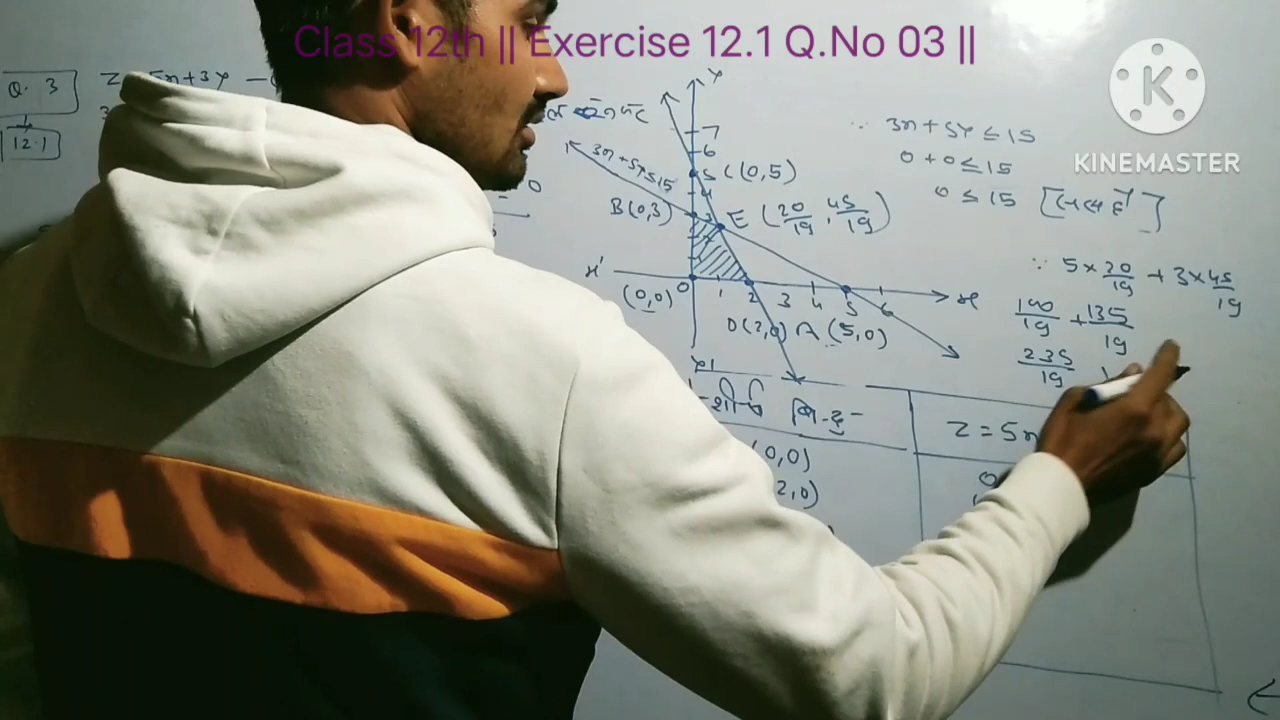 Class 12th || Exercise 12.1 Q.No 03 ||
KINEMASTER
Q. 3
12.1
Z = 5x+3y
Y
7
6
5
4
3
C(0,5)
3x+5y≤15
B(0,3)
E (20/19, 45/19)
X'
0
1 2 3 4 5 6
X
(0,0)
D(2,0) A (5,0)
Y'
∵ 3x+5y≤15
0+0≤15
0≤15
∵ 5×20/19 + 3×45/19
100/19 + 135/19
235/19
Z = 5x
(0,0)
2,0)